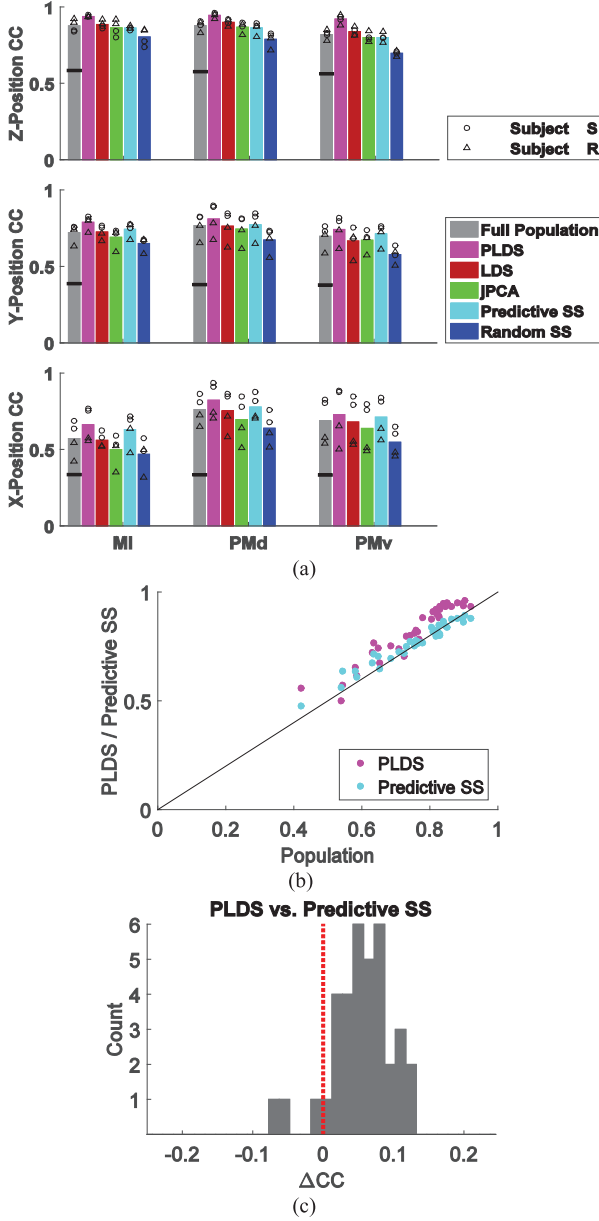 Z-Position CC
1
0.5
0
Subject S
Subject R
Y-Position CC
1
0.5
0
Full Population
PLDS
LDS
JPCA
Predictive SS
Random SS
X-Position CC
1
0.5
0
MI PMd PMv
(a)
PLDS / Predictive SS
1
0.5
0
PLDS
Predictive SS
0 0.2 0.4 0.6 0.8 1
Population
(b)
PLDS vs. Predictive SS
Count
6
5
4
3
2
1
-0.2 -0.1 0 0.1 0.2
ΔCC
(c)